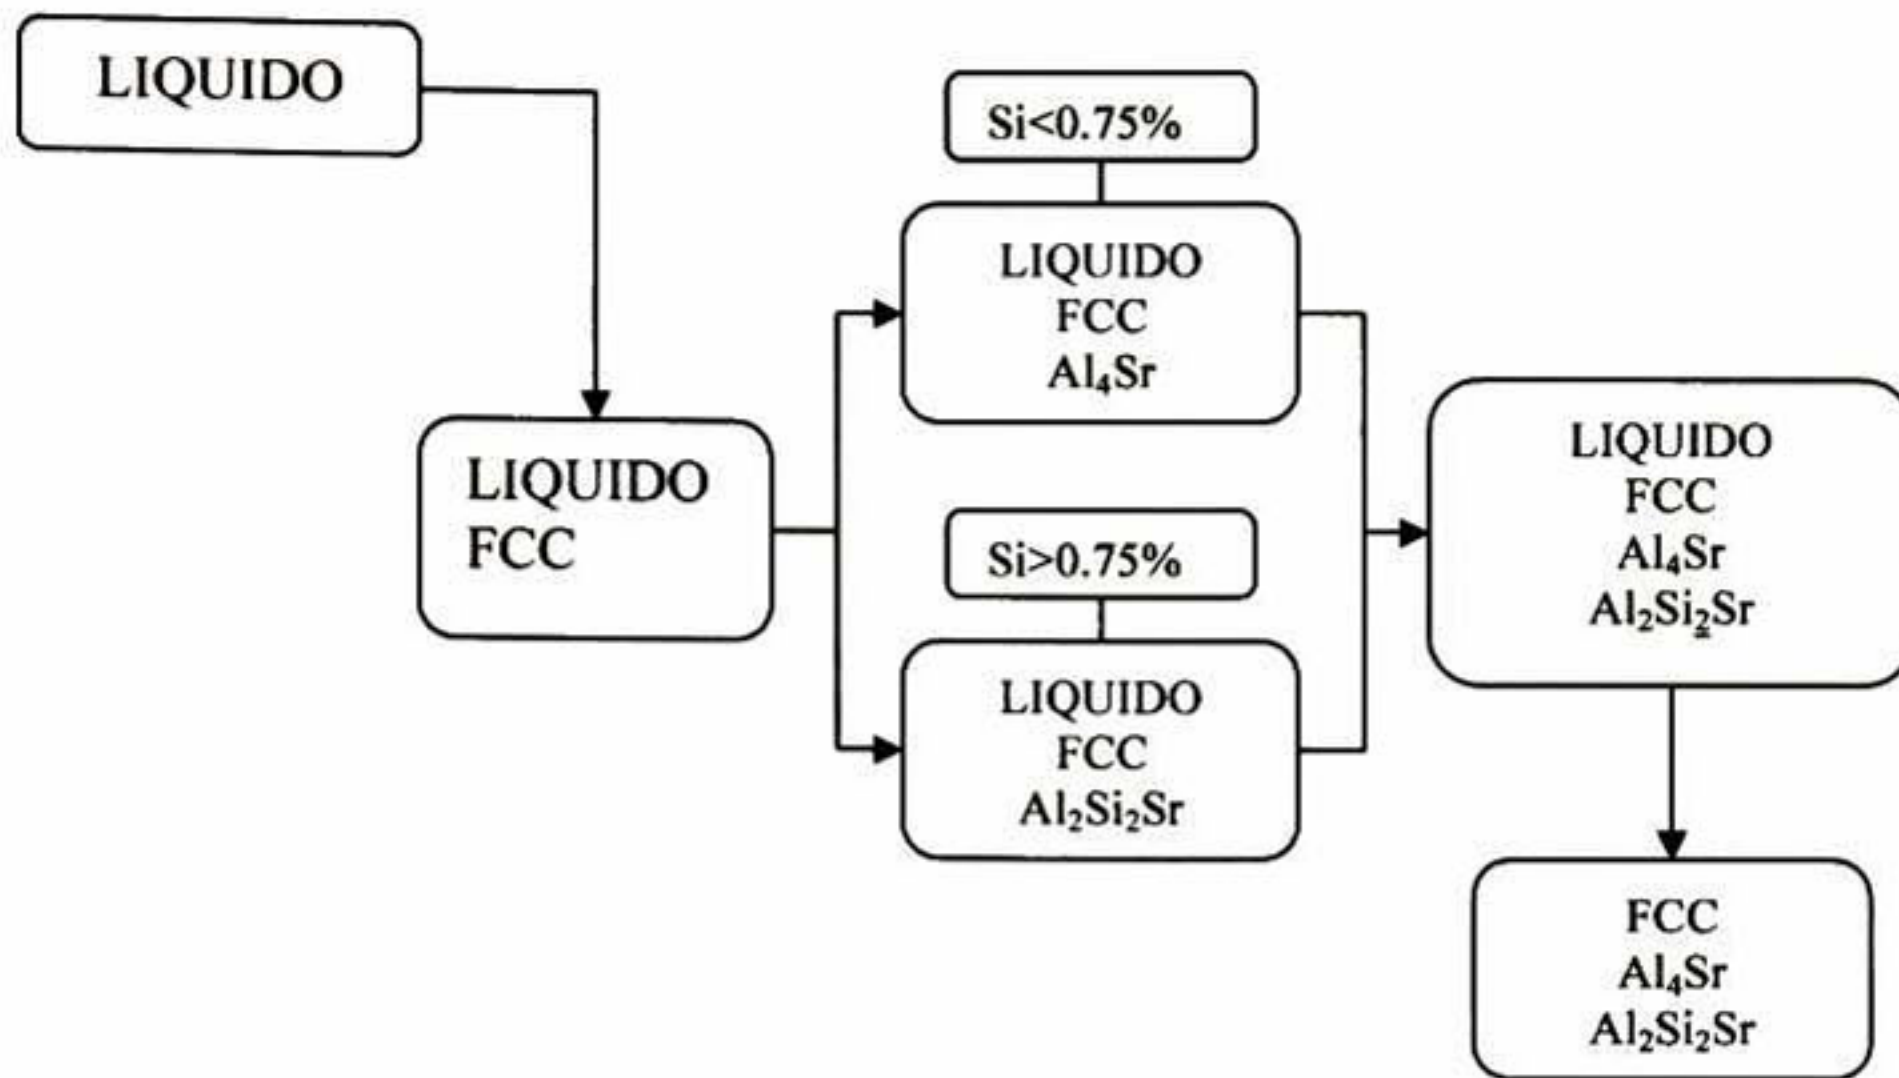 LIQUIDO
LIQUIDO
FCC
Si<0.75%
LIQUIDO
FCC
Al₄Sr
Si>0.75%
LIQUIDO
FCC
Al₂Si₂Sr
LIQUIDO
FCC
Al₄Sr
Al₂Si₂Sr
FCC
Al₄Sr
Al₂Si₂Sr